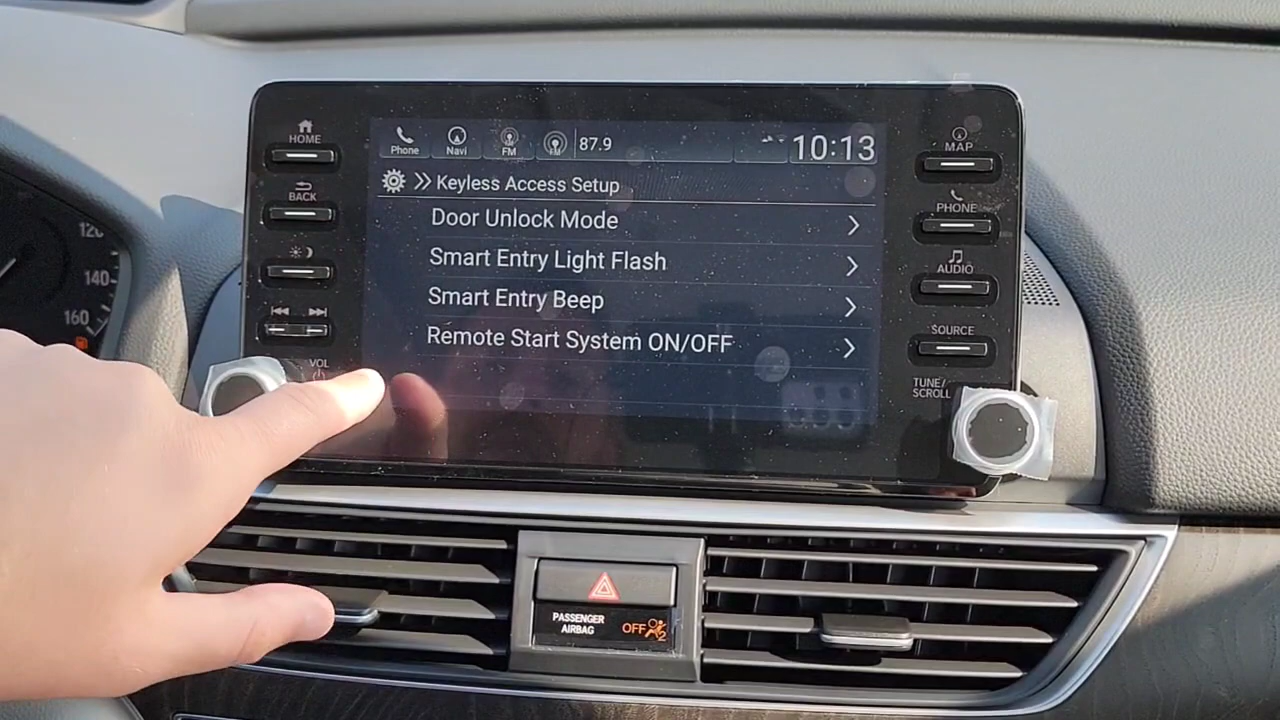 HOME
Phone
Navi
FM
FM
87.9
10:13
MAP
BACK
Keyless Access Setup
PHONE
Door Unlock Mode
Smart Entry Light Flash
AUDIO
Smart Entry Beep
Remote Start System ON/OFF
SOURCE
VOL
TUNE/
SCROLL
120
140
160
PASSENGER
AIRBAG
OFF
2